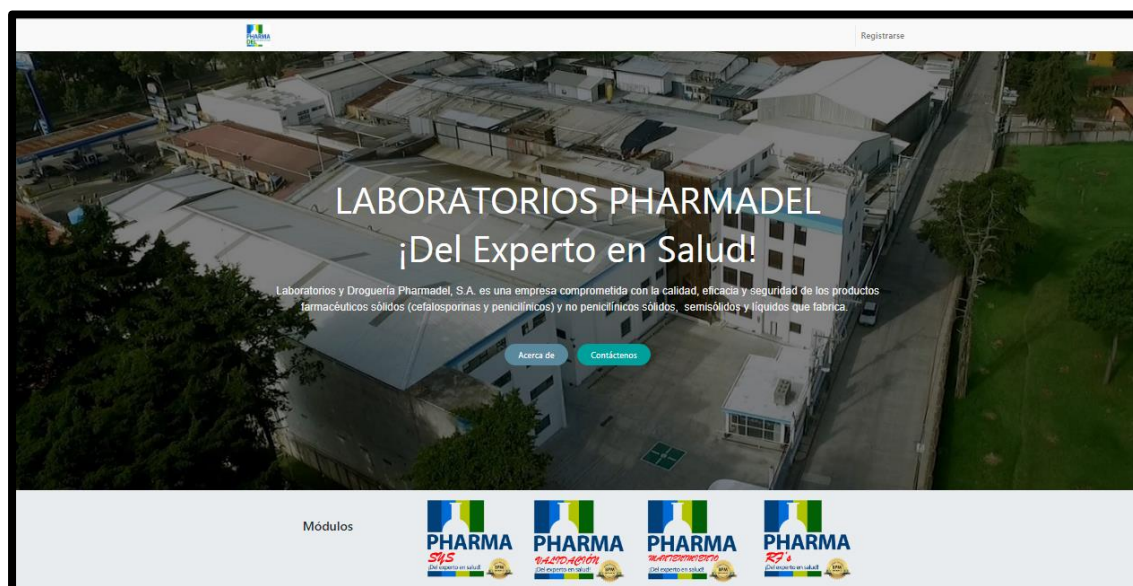 PHARMA
DEL
Registrarse
LABORATORIOS PHARMADEL
¡Del Experto en Salud!
Laboratorios y Droguería Pharmadel, S.A. es una empresa comprometida con la calidad, eficacia y seguridad de los productos
farmacéuticos sólidos (cefalosporinas y penicilínicos) y no penicilínicos sólidos, semisólidos y líquidos que fabrica.
Acerca de
Contáctenos
Módulos
PHARMA
SYS
¡Del experto en salud!
PHARMA
VALIDACIÓN
¡Del experto en salud!
PHARMA
MANTENIMIENTO
¡Del experto en salud!
PHARMA
RF's
¡Del experto en salud!